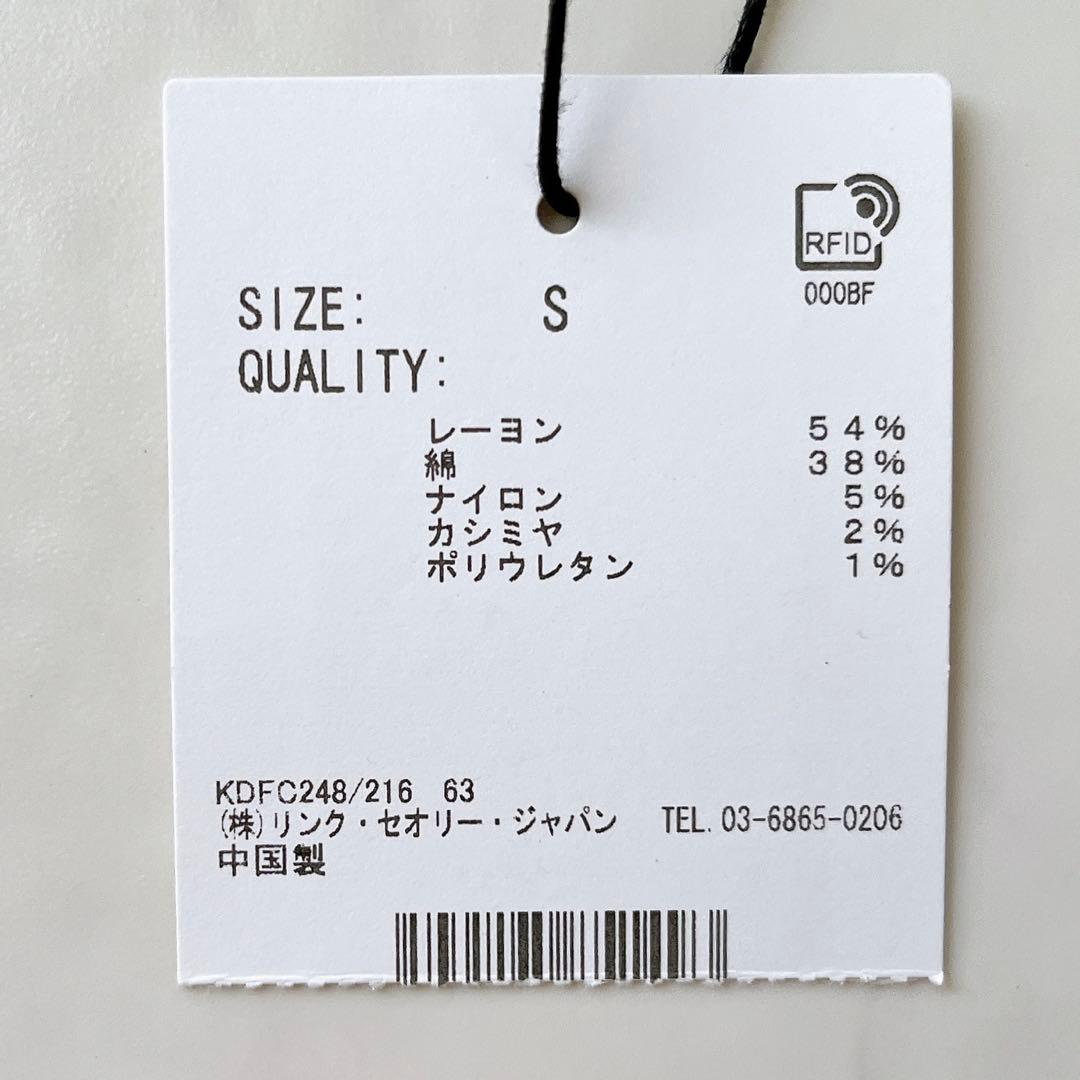 RFID
000BF
SIZE: S
QUALITY:
レーヨン 54%
綿 38%
ナイロン 5%
カシミヤ 2%
ポリウレタン 1%
KDFC248/216 63
(株)リンク・セオリー・ジャパン TEL. 03-6865-0206
中国製